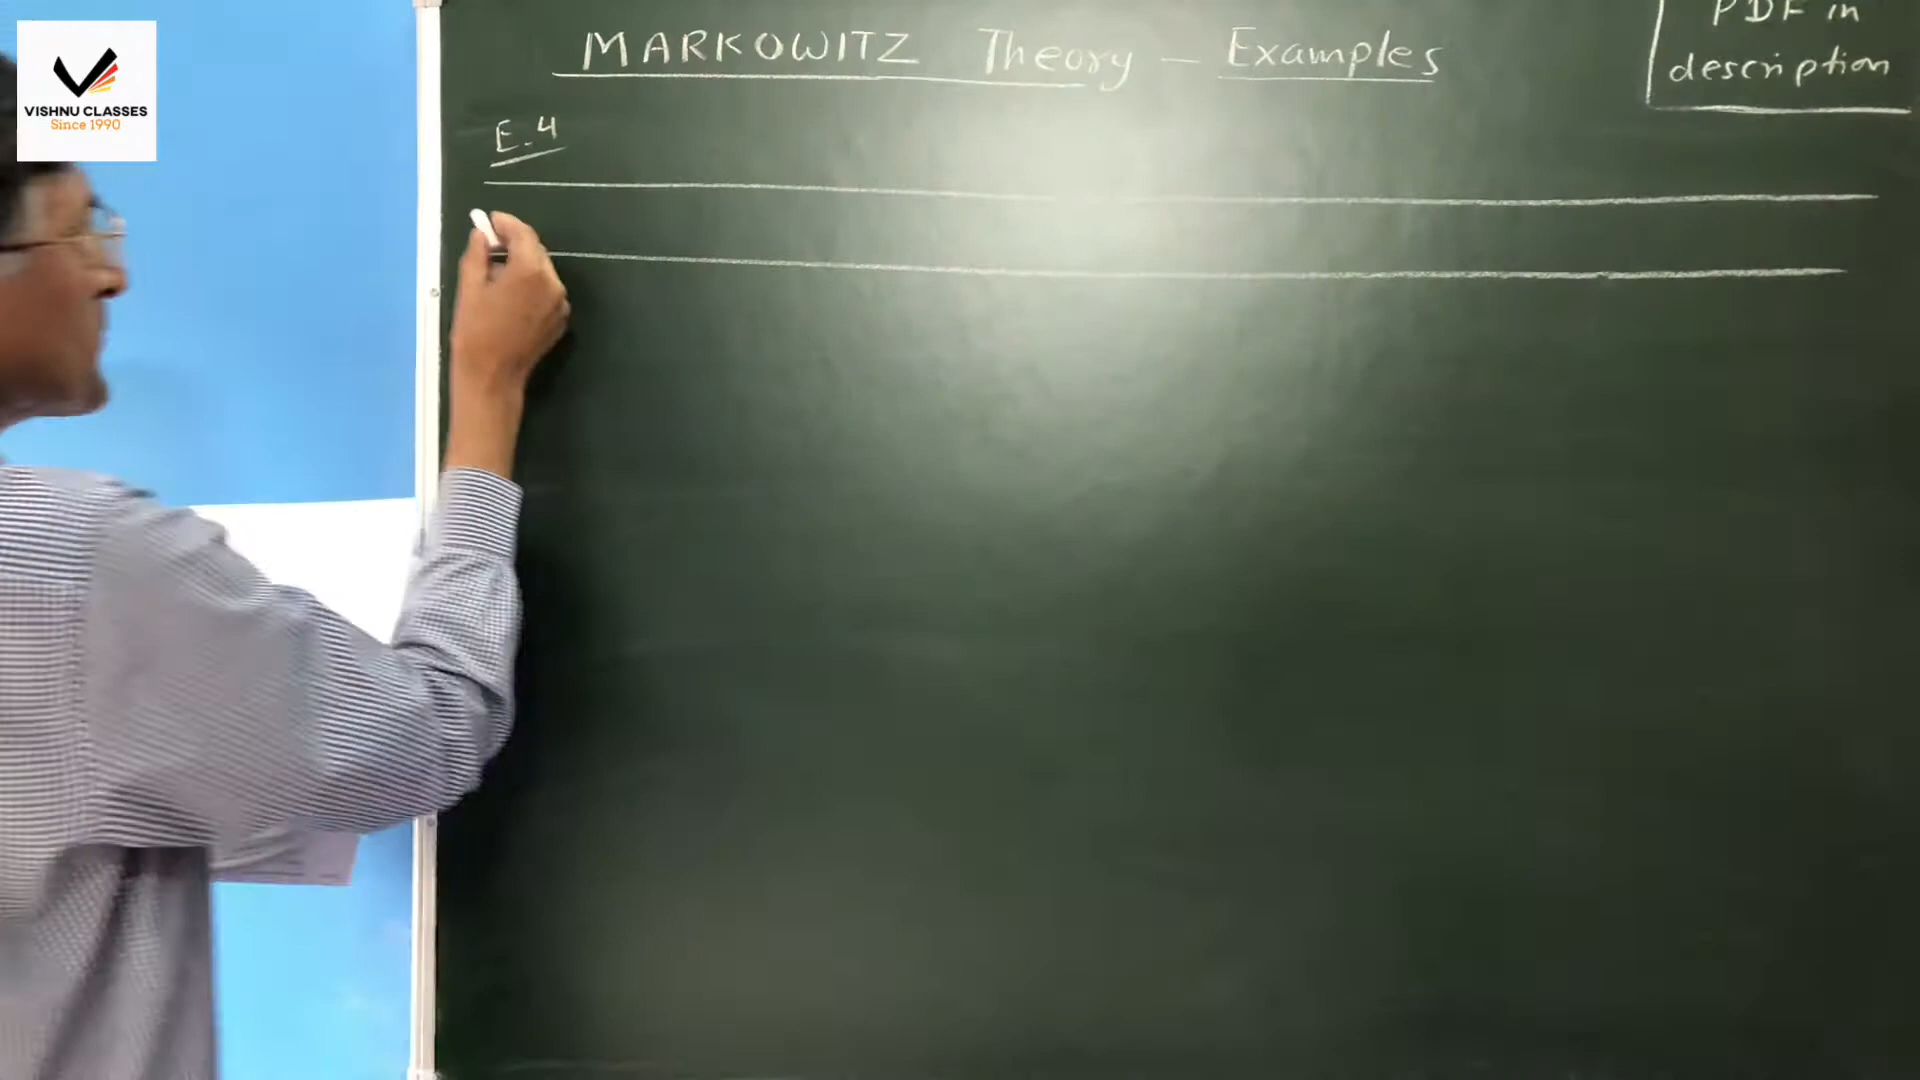 VISHNU CLASSES
Since 1990
MARKOWITZ Theory — Examples
PDF in
description
E.4